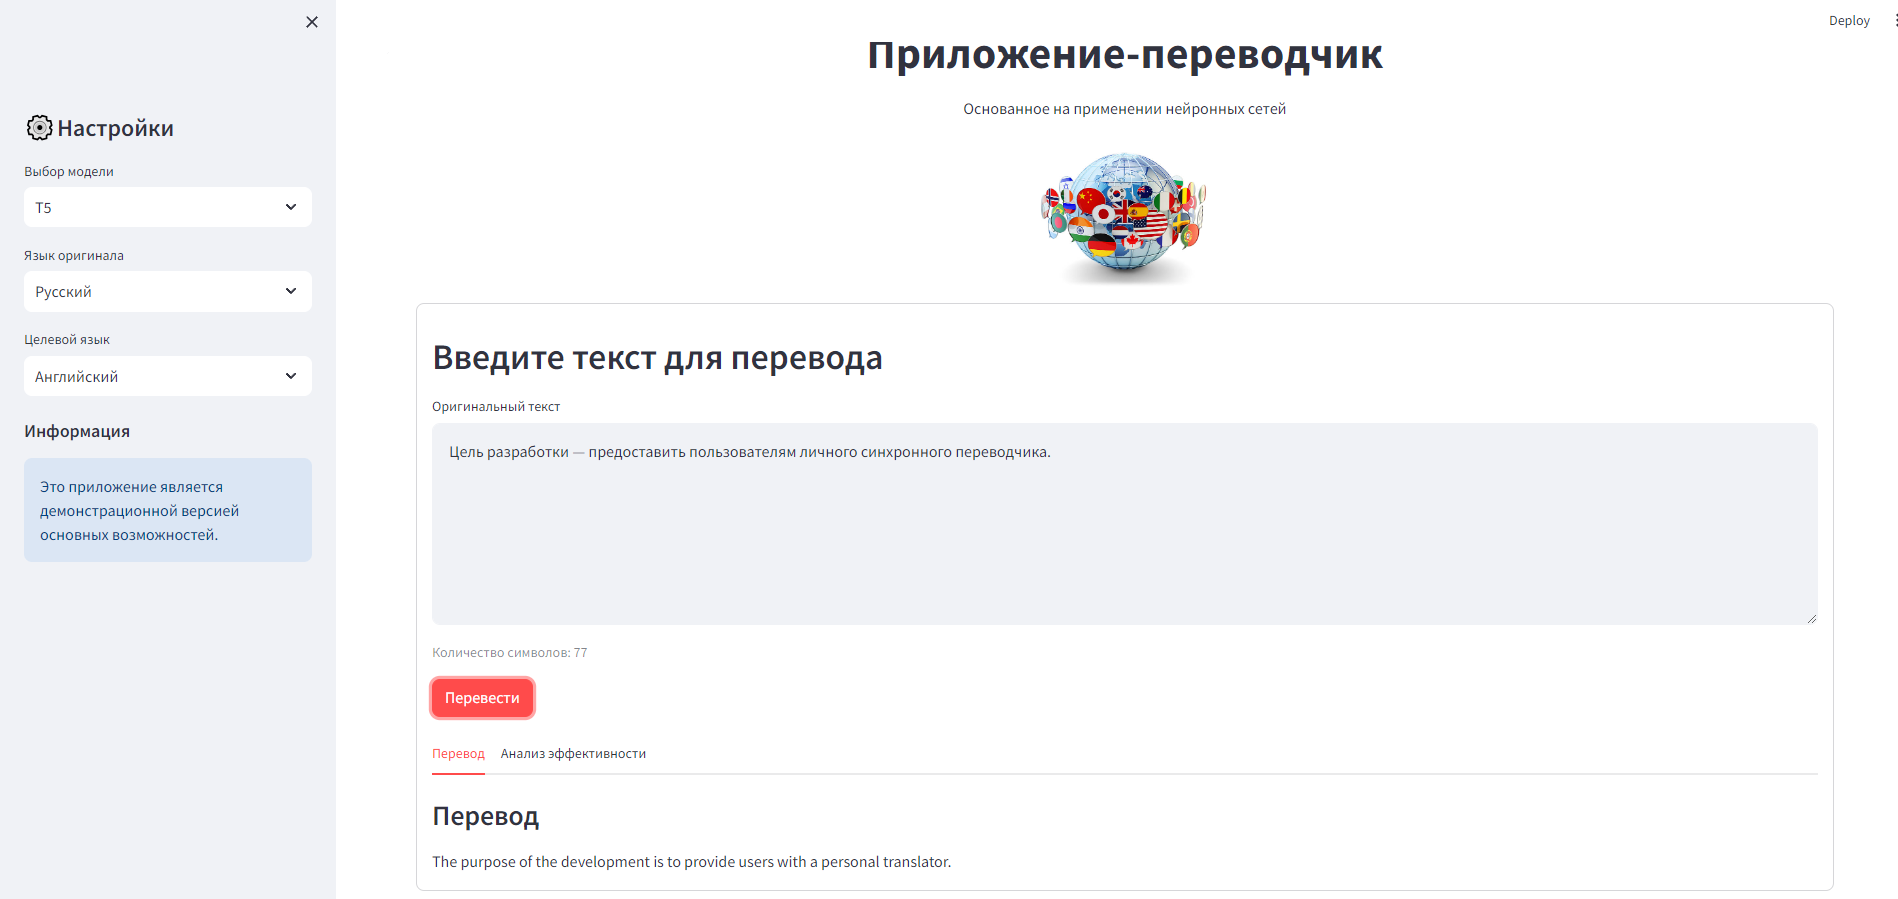 Deploy
Настройки
Выбор модели
T5
Язык оригинала
Русский
Целевой язык
Английский
Информация
Это приложение является
демонстрационной версией
основных возможностей.
Приложение-переводчик
Основанное на применении нейронных сетей
Введите текст для перевода
Оригинальный текст
Цель разработки — предоставить пользователям личного синхронного переводчика.
Количество символов: 77
Перевести
Перевод Анализ эффективности
Перевод
The purpose of the development is to provide users with a personal translator.